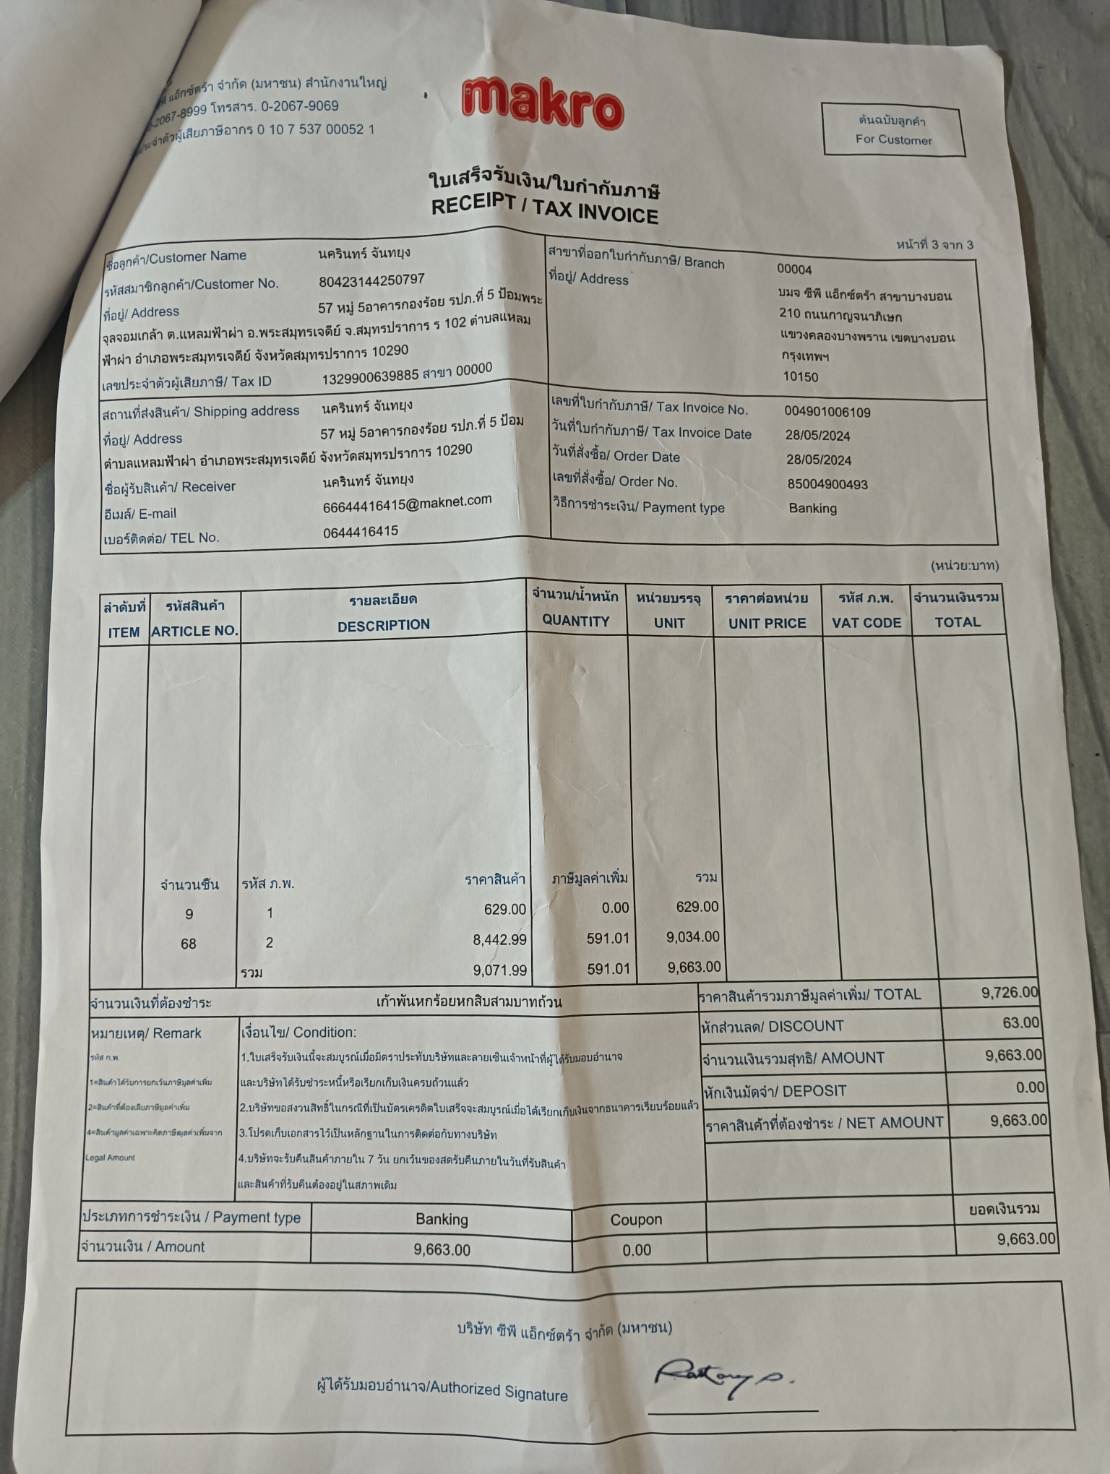 แอ็กซ์ตร้า จำกัด (มหาชน) สำนักงานใหญ่
-2067-8999 โทรสาร. 0-2067-9069
จำตัวผู้เสียภาษีอากร 0 10 7 537 00052 1
makro
ต้นฉบับลูกค้า
For Customer
ใบเสร็จรับเงิน/ใบกำกับภาษี
RECEIPT / TAX INVOICE
หน้าที่ 3 จาก 3
ชื่อลูกค้า/Customer Name นครินทร์ จันทยุง
รหัสสมาชิกลูกค้า/Customer No. 80423144250797
ที่อยู่/ Address 57 หมู่ 5อาคารกองร้อย รปภ.ที่ 5 ป้อมพระ
จุลจอมเกล้า ต.แหลมฟ้าผ่า อ.พระสมุทรเจดีย์ จ.สมุทรปราการ ร 102 ตำบลแหลม
ฟ้าผ่า อำเภอพระสมุทรเจดีย์ จังหวัดสมุทรปราการ 10290
เลขประจำตัวผู้เสียภาษี/ Tax ID 1329900639885 สาขา 00000
สาขาที่ออกใบกำกับภาษี/ Branch 00004
ที่อยู่/ Address บมจ ซีพี แอ็กซ์ตร้า สาขาบางบอน
210 ถนนกาญจนาภิเษก
แขวงคลองบางพราน เขตบางบอน
กรุงเทพฯ
10150
สถานที่ส่งสินค้า/ Shipping address นครินทร์ จันทยุง
ที่อยู่/ Address 57 หมู่ 5อาคารกองร้อย รปภ.ที่ 5 ป้อม
ตำบลแหลมฟ้าผ่า อำเภอพระสมุทรเจดีย์ จังหวัดสมุทรปราการ 10290
ชื่อผู้รับสินค้า/ Receiver นครินทร์ จันทยุง
อีเมล์/ E-mail 66644416415@maknet.com
เบอร์ติดต่อ/ TEL No. 0644416415
เลขที่ใบกำกับภาษี/ Tax Invoice No. 004901006109
วันที่ใบกำกับภาษี/ Tax Invoice Date 28/05/2024
วันที่สั่งซื้อ/ Order Date 28/05/2024
เลขที่สั่งซื้อ/ Order No. 85004900493
วิธีการชำระเงิน/ Payment type Banking
(หน่วย:บาท)
ลำดับที่ รหัสสินค้า รายละเอียด จำนวน/น้ำหนัก หน่วยบรรจุ ราคาต่อหน่วย รหัส ภ.พ. จำนวนเงินรวม
ITEM ARTICLE NO. DESCRIPTION QUANTITY UNIT UNIT PRICE VAT CODE TOTAL
จำนวนชิ้น รหัส ภ.พ. ราคาสินค้า ภาษีมูลค่าเพิ่ม รวม
9 1 629.00 0.00 629.00
68 2 8,442.99 591.01 9,034.00
รวม 9,071.99 591.01 9,663.00
จำนวนเงินที่ต้องชำระ เก้าพันหกร้อยหกสิบสามบาทถ้วน
ราคาสินค้ารวมภาษีมูลค่าเพิ่ม/ TOTAL 9,726.00
หักส่วนลด/ DISCOUNT 63.00
จำนวนเงินรวมสุทธิ/ AMOUNT 9,663.00
หักเงินมัดจำ/ DEPOSIT 0.00
ราคาสินค้าที่ต้องชำระ / NET AMOUNT 9,663.00
หมายเหตุ/ Remark
รหัส ภ.พ.
1=สินค้าได้รับการยกเว้นภาษีมูลค่าเพิ่ม
2=สินค้าที่ต้องเสียภาษีมูลค่าเพิ่ม
4=สินค้ามูลค่าเฉพาะคิดภาษีมูลค่าเพิ่มจาก
Legal Amount
เงื่อนไข/ Condition:
1.ใบเสร็จรับเงินนี้จะสมบูรณ์เมื่อมีตราประทับบริษัทและลายเซ็นเจ้าหน้าที่ผู้ได้รับมอบอำนาจ
และบริษัทได้รับชำระหนี้หรือเรียกเก็บเงินครบถ้วนแล้ว
2.บริษัทขอสงวนสิทธิ์ในกรณีที่เป็นบัตรเครดิตใบเสร็จจะสมบูรณ์เมื่อได้เรียกเก็บเงินจากธนาคารเรียบร้อยแล้ว
3.โปรดเก็บเอกสารไว้เป็นหลักฐานในการติดต่อกับทางบริษัท
4.บริษัทจะรับคืนสินค้าภายใน 7 วัน ยกเว้นของสดรับคืนภายในวันที่รับสินค้า
และสินค้าที่รับคืนต้องอยู่ในสภาพเดิม
ประเภทการชำระเงิน / Payment type Banking Coupon ยอดเงินรวม
จำนวนเงิน / Amount 9,663.00 0.00 9,663.00
บริษัท ซีพี แอ็กซ์ตร้า จำกัด (มหาชน)
ผู้ได้รับมอบอำนาจ/Authorized Signature